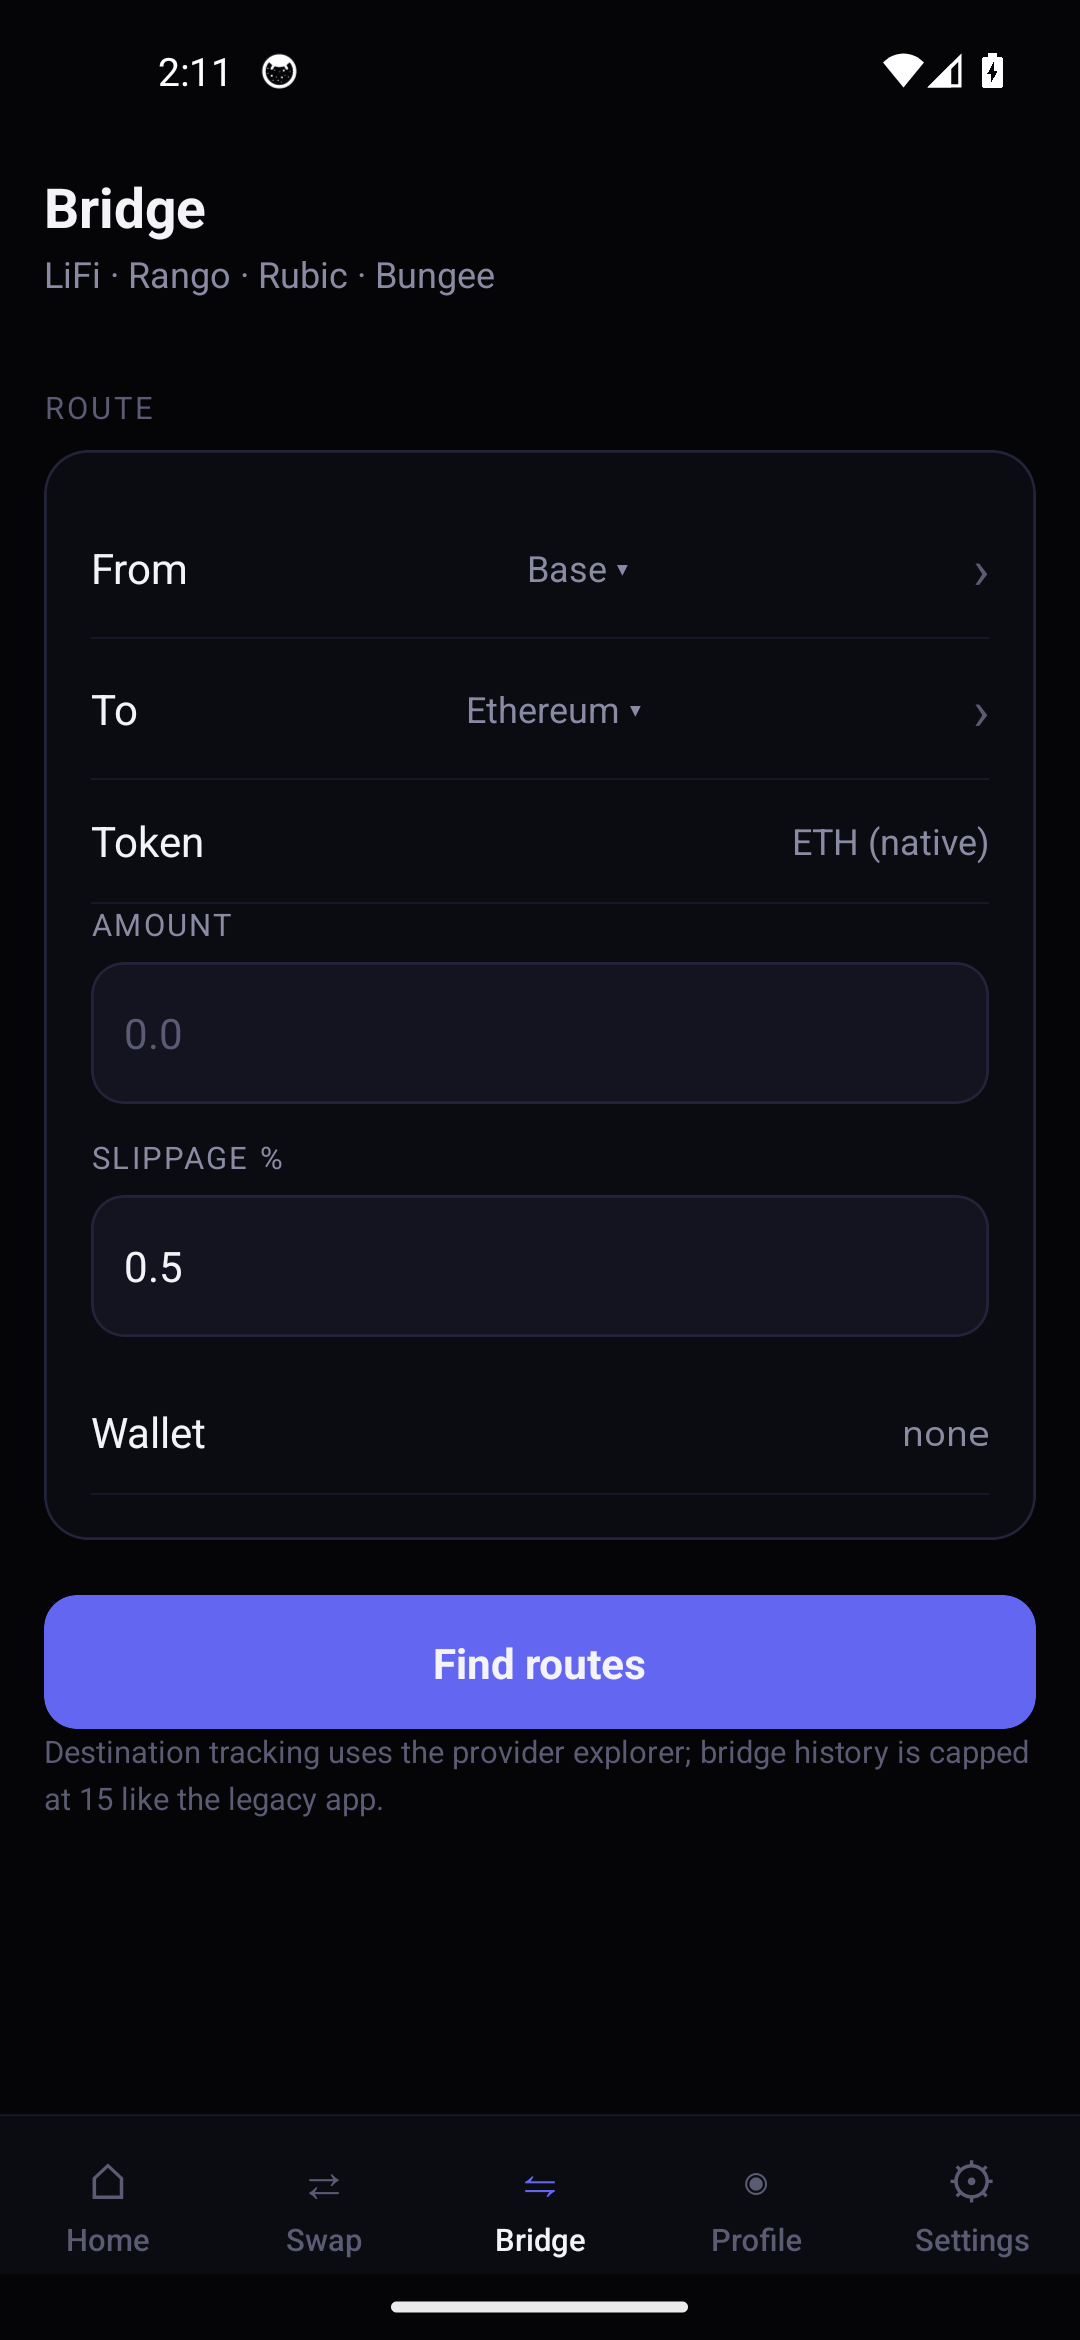 2:11
Bridge
LiFi · Rango · Rubic · Bungee
ROUTE
From Base ▾ ›
To Ethereum ▾ ›
Token ETH (native)
AMOUNT
0.0
SLIPPAGE %
0.5
Wallet none
Find routes
Destination tracking uses the provider explorer; bridge history is capped
at 15 like the legacy app.
Home Swap Bridge Profile Settings